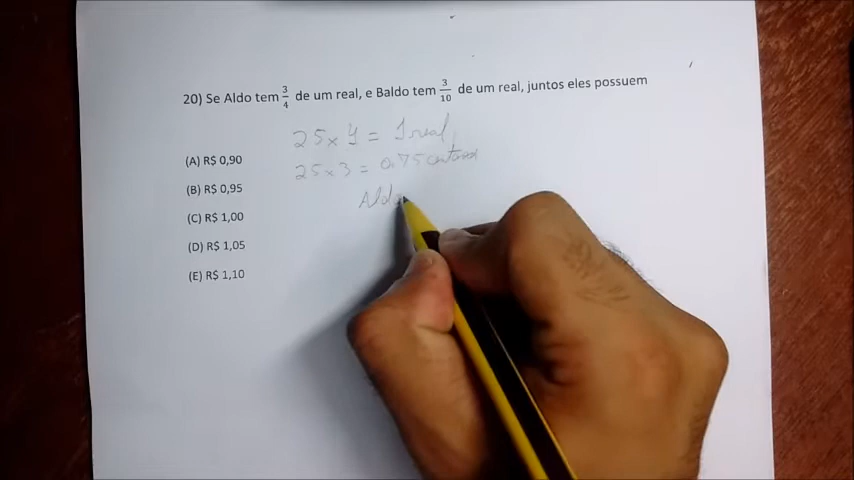 20) Se Aldo tem 3/4 de um real, e Baldo tem 3/10 de um real, juntos eles possuem
25 x 4 = 1 real
(A) R$ 0,90
25 x 3 = 0,75 centavos
(B) R$ 0,95
Aldo
(C) R$ 1,00
(D) R$ 1,05
(E) R$ 1,10